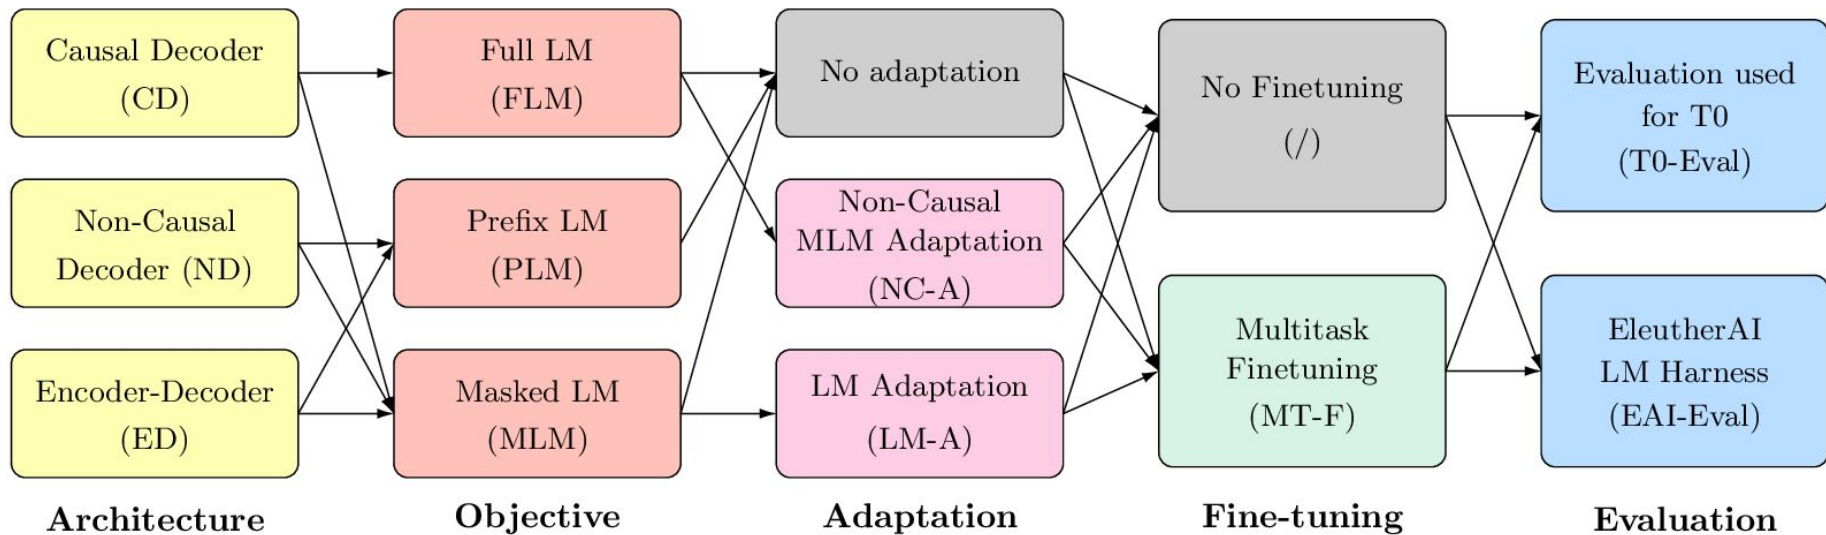 Causal Decoder
(CD)
Non-Causal
Decoder (ND)
Encoder-Decoder
(ED)
Architecture
Full LM
(FLM)
Prefix LM
(PLM)
Masked LM
(MLM)
Objective
No adaptation
Non-Causal
MLM Adaptation
(NC-A)
LM Adaptation
(LM-A)
Adaptation
No Finetuning
(/)
Multitask
Finetuning
(MT-F)
Fine-tuning
Evaluation used
for T0
(T0-Eval)
EleutherAI
LM Harness
(EAI-Eval)
Evaluation